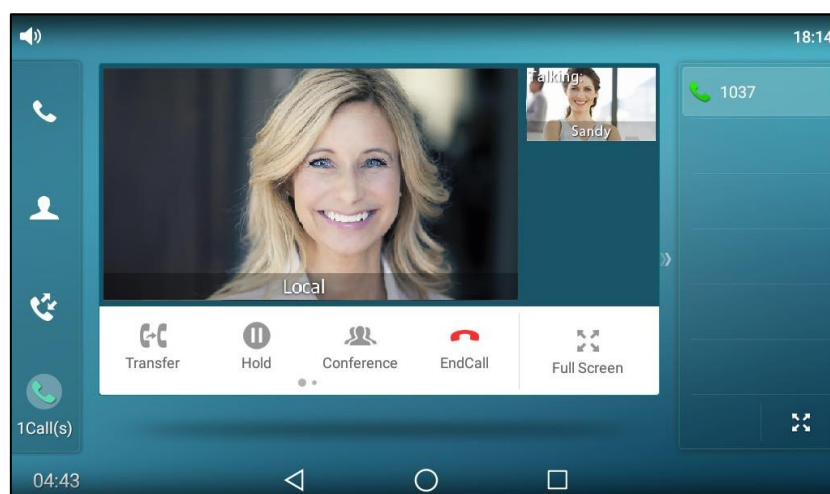 18:14
Talking:
Sandy
1037
Local
Transfer
Hold
Conference
EndCall
Full Screen
1Call(s)
04:43